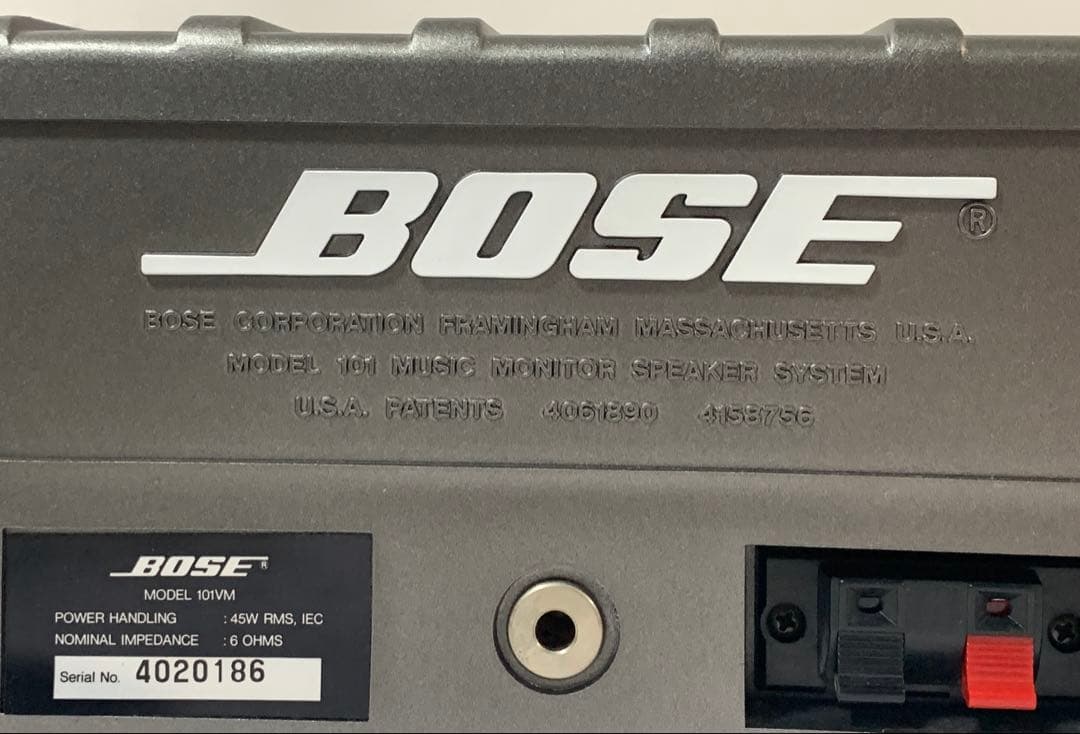 BOSE®
BOSE CORPORATION FRAMINGHAM MASSACHUSETTS U.S.A.
MODEL 101 MUSIC MONITOR SPEAKER SYSTEM
U.S.A. PATENTS 4061890 4158756
BOSE®
MODEL 101VM
POWER HANDLING : 45W RMS, IEC
NOMINAL IMPEDANCE : 6 OHMS
Serial No. 4020186